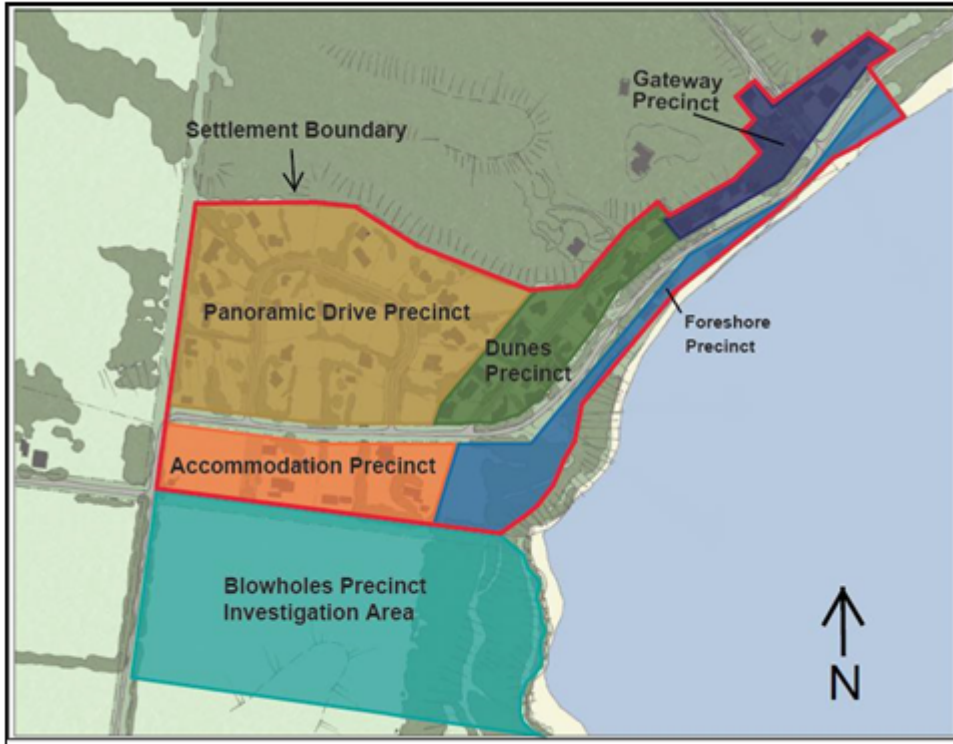 Gateway
Precinct
Settlement Boundary
Panoramic Drive Precinct
Foreshore
Precinct
Dunes
Precinct
Accommodation Precinct
Blowholes Precinct
Investigation Area
N